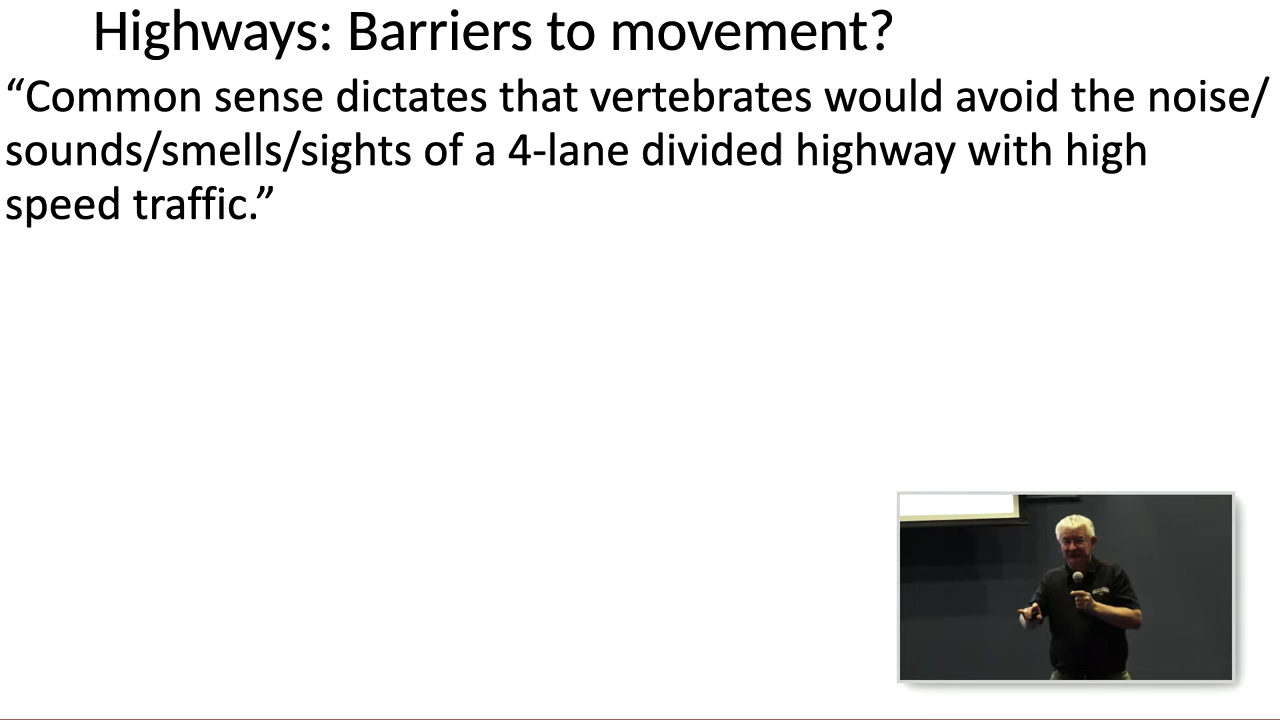 Highways: Barriers to movement?
“Common sense dictates that vertebrates would avoid the noise/
sounds/smells/sights of a 4-lane divided highway with high
speed traffic.”